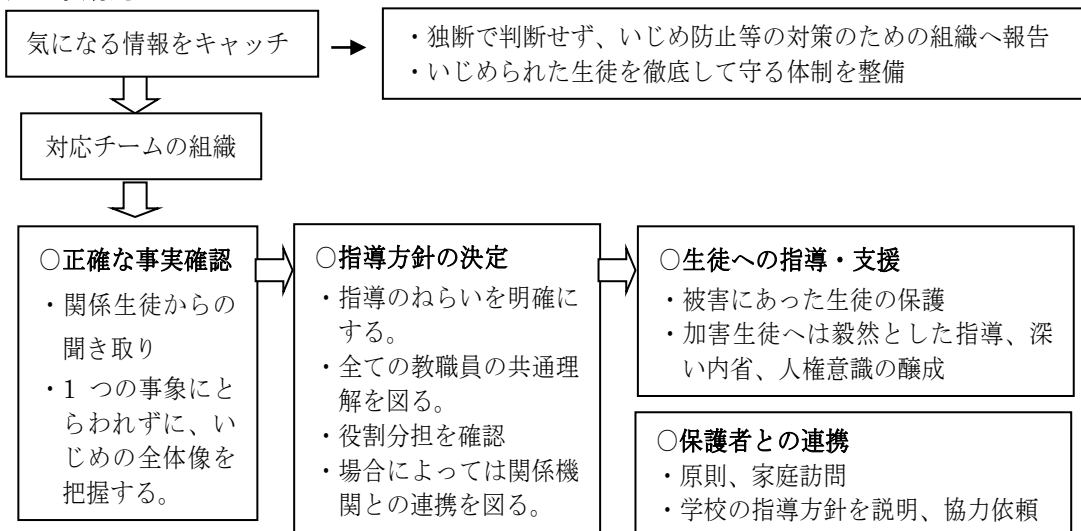 気になる情報をキャッチ
・独断で判断せず、いじめ防止等の対策のための組織へ報告
・いじめられた生徒を徹底して守る体制を整備
対応チームの組織
○正確な事実確認
・関係生徒からの
聞き取り
・1 つの事象にと
らわれずに、い
じめの全体像を
把握する。
○指導方針の決定
・指導のねらいを明確に
する。
・全ての教職員の共通理
解を図る。
・役割分担を確認
・場合によっては関係機
関との連携を図る。
○生徒への指導・支援
・被害にあった生徒の保護
・加害生徒へは毅然とした指導、深
い内省、人権意識の醸成
○保護者との連携
・原則、家庭訪問
・学校の指導方針を説明、協力依頼